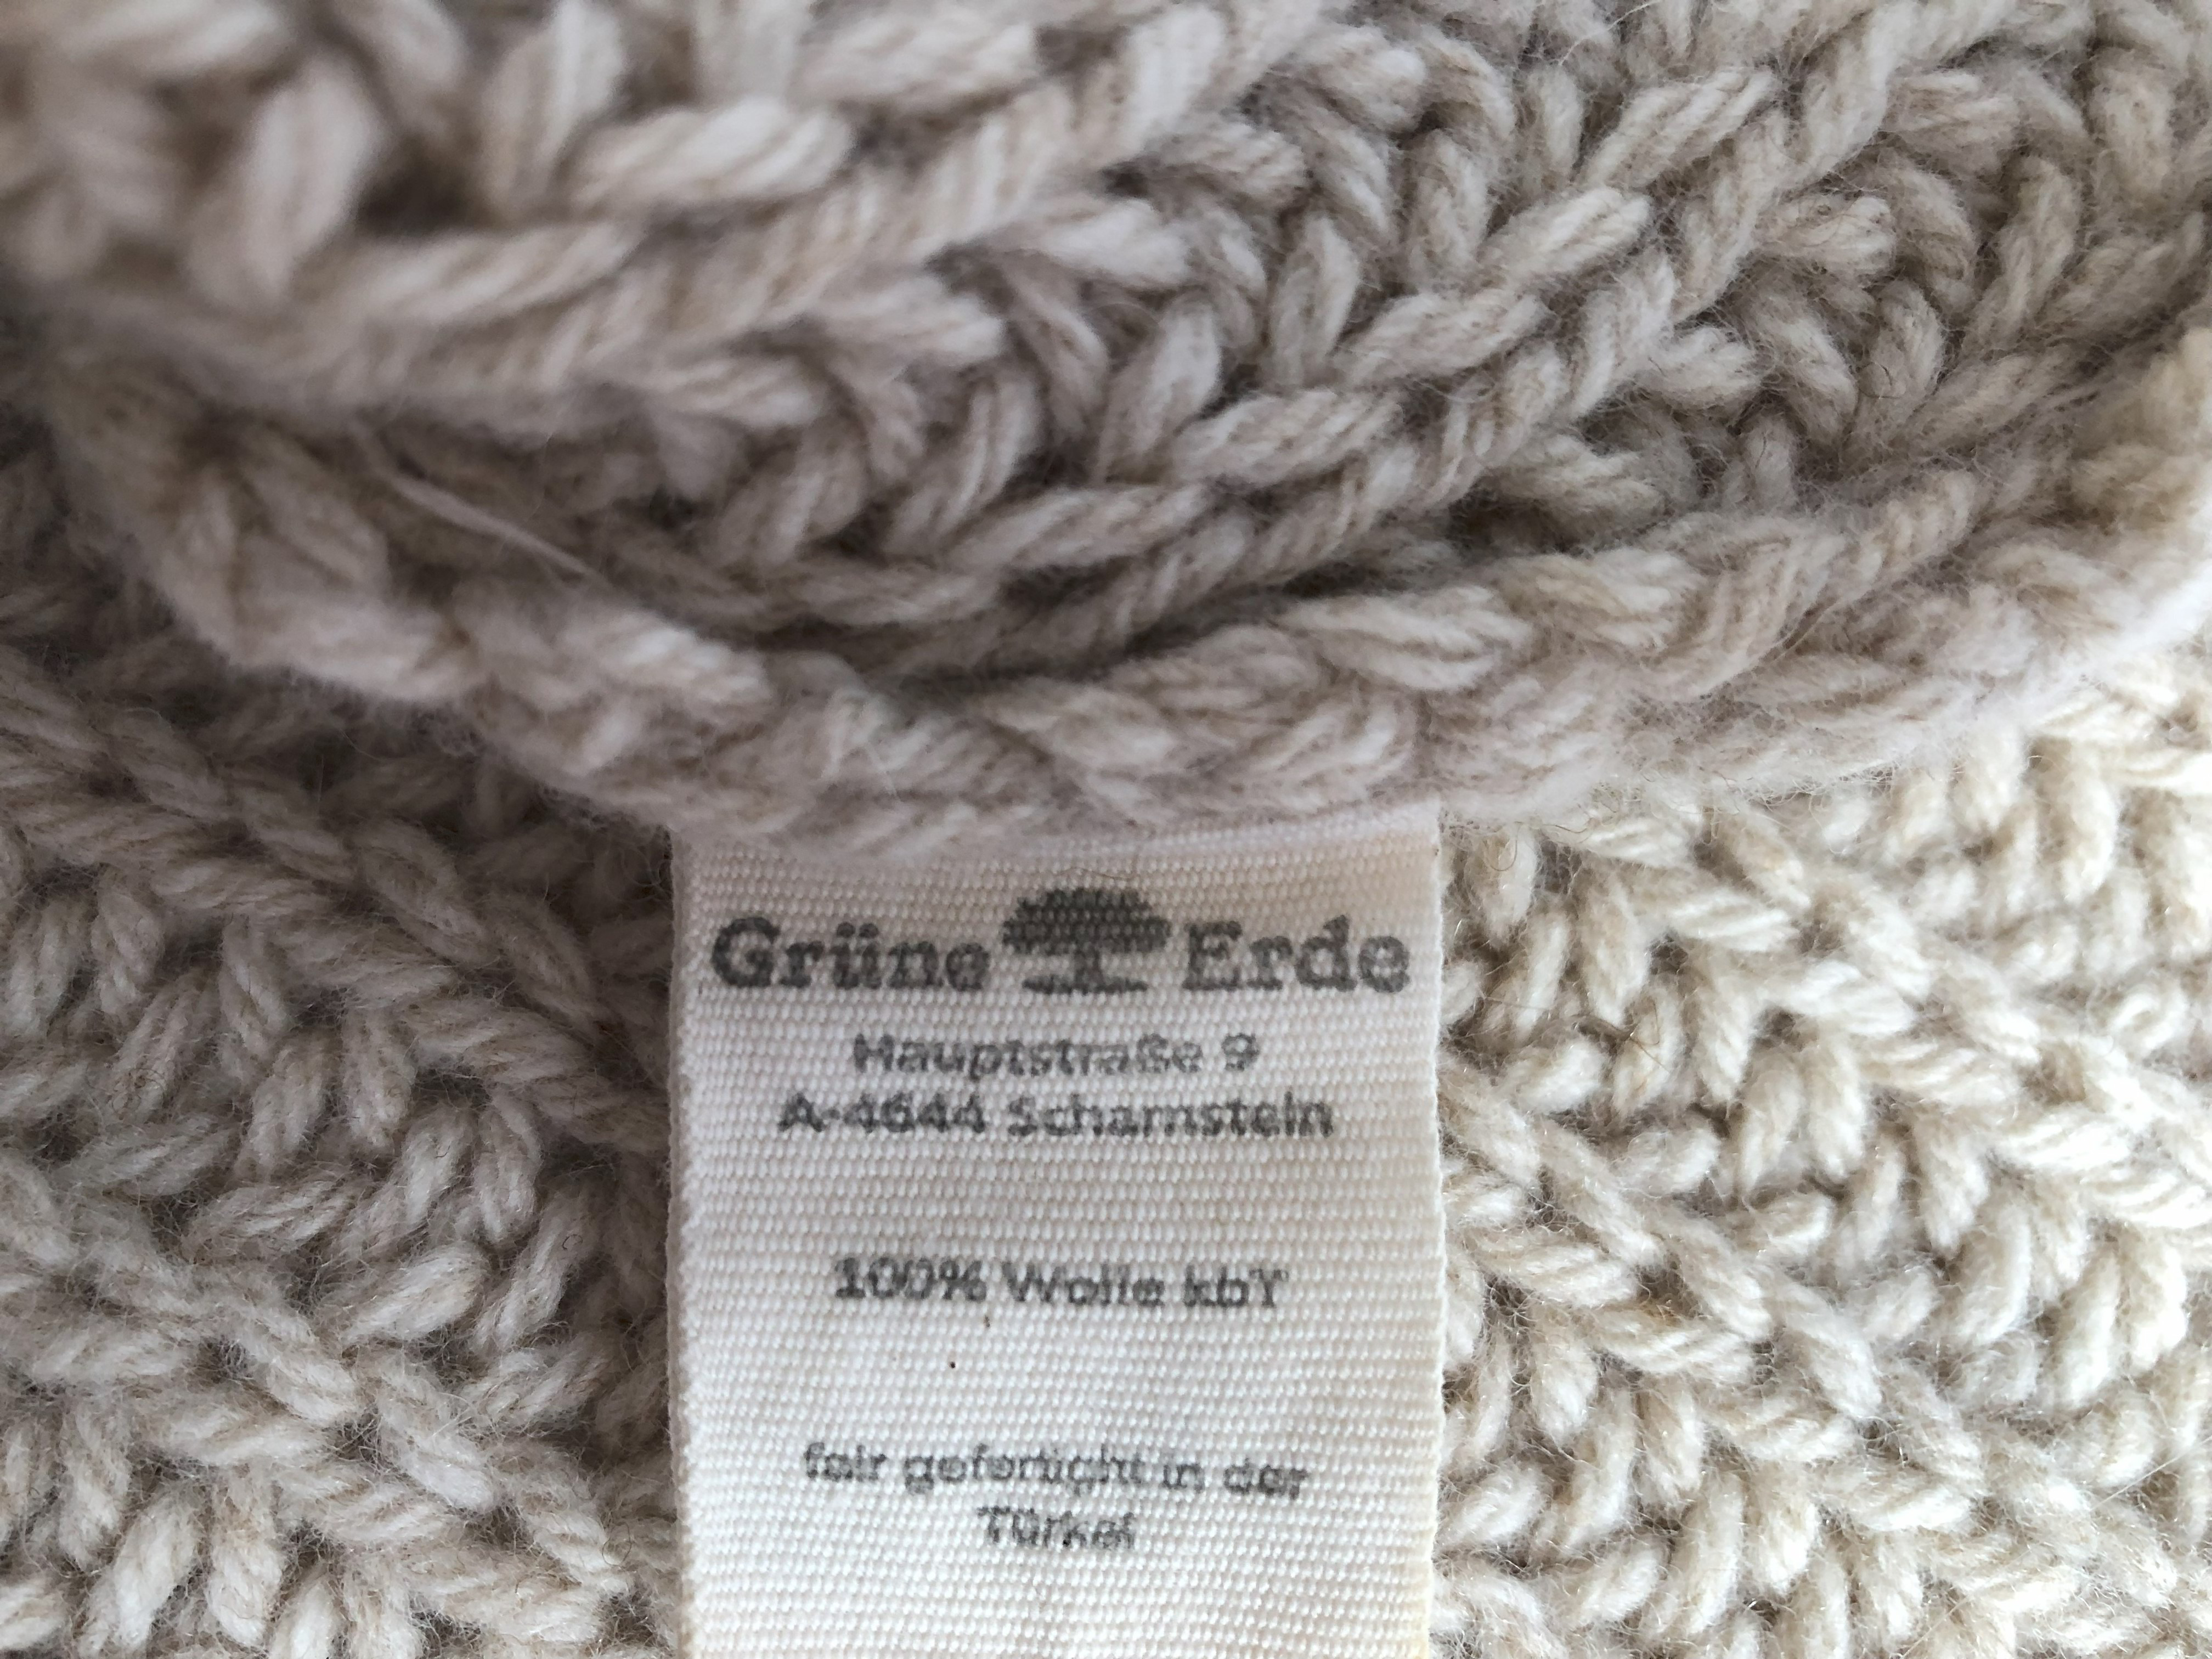 Grüne Erde
Hauptstraße 9
A-4644 Scharnstein
100% Wolle kbT
fair gefertigt in der
Türkei